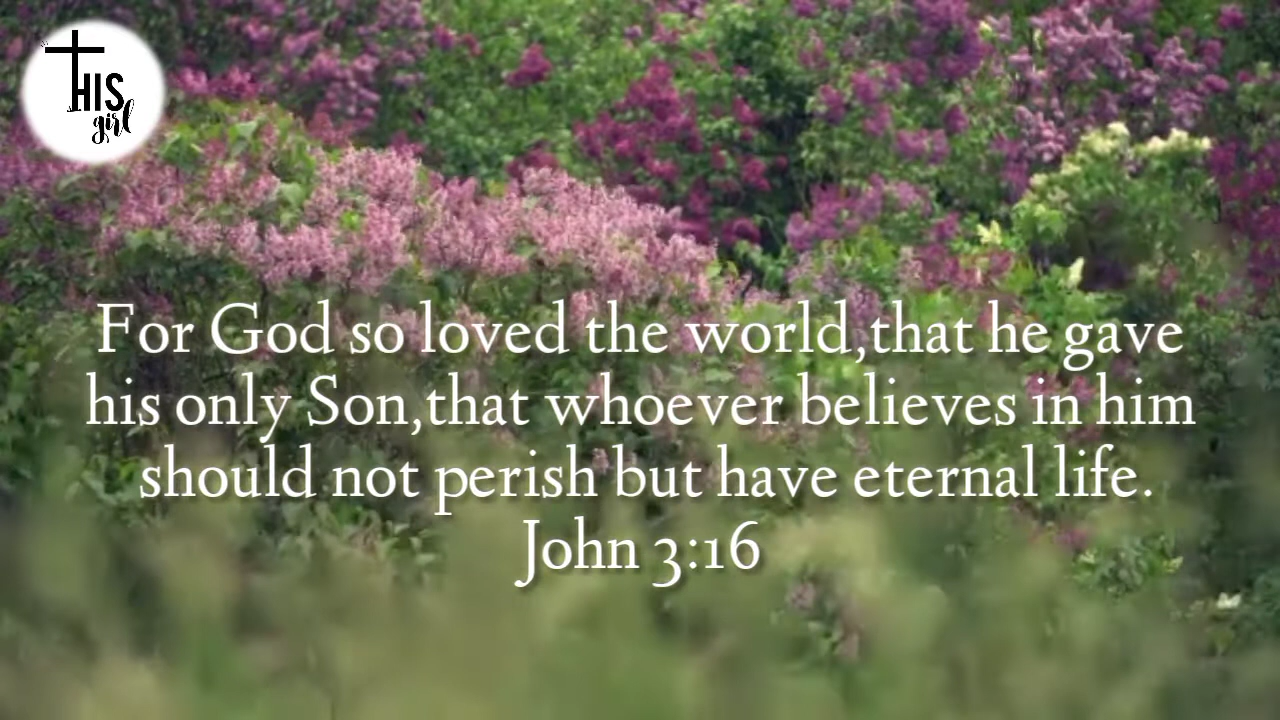 THIS
girl
For God so loved the world,that he gave
his only Son,that whoever believes in him
should not perish but have eternal life.
John 3:16